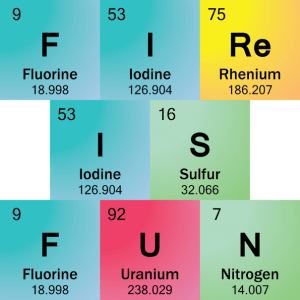 9 53 75
F I Re
Fluorine Iodine Rhenium
18.998 126.904 186.207
53 16
I S
Iodine Sulfur
126.904 32.066
9 92 7
F U N
Fluorine Uranium Nitrogen
18.998 238.029 14.007